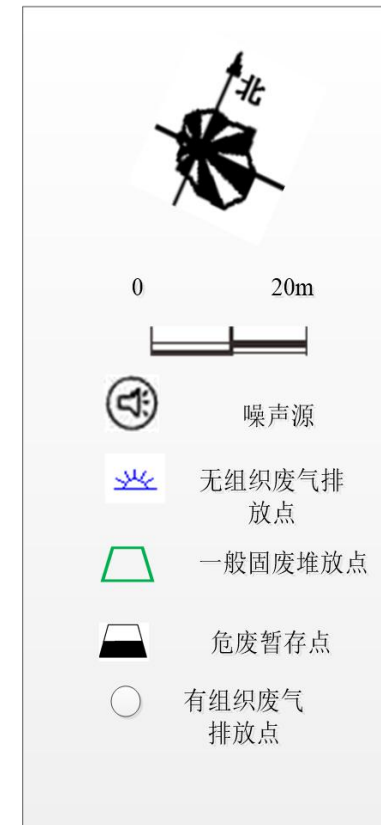 北
0 20m
噪声源
无组织废气排
放点
一般固废堆放点
危废暂存点
有组织废气
排放点